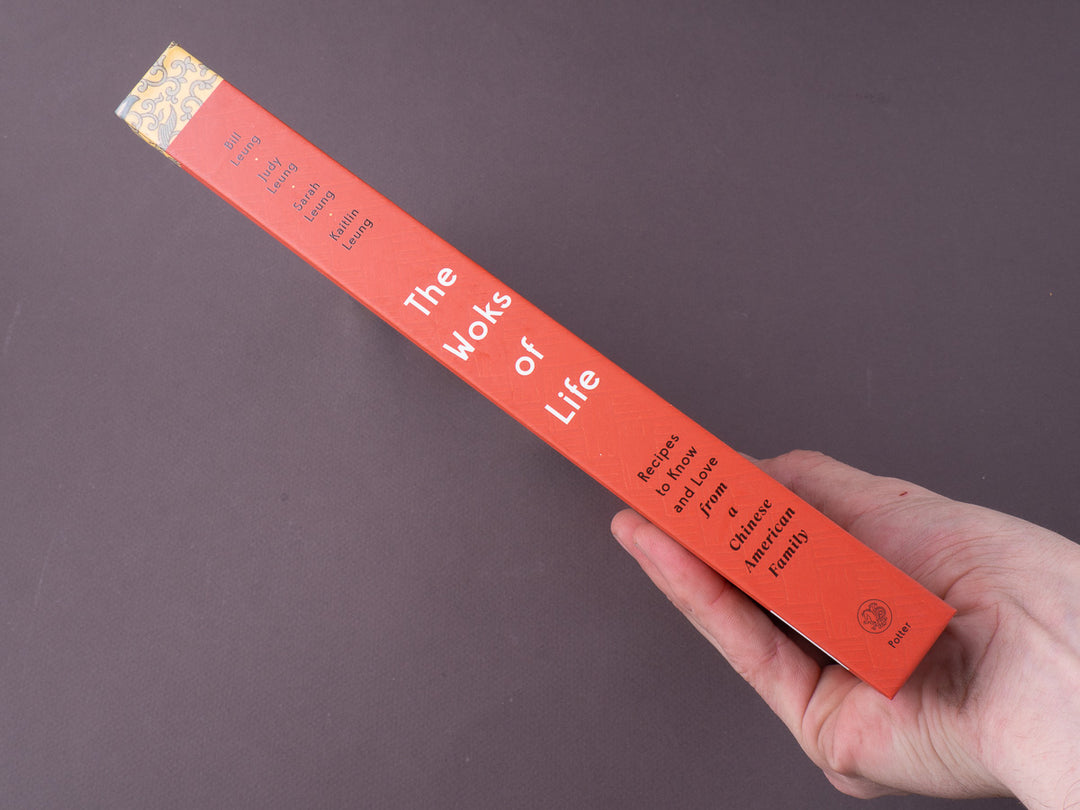 Bill
Leung
Judy
Leung
Sarah
Leung
Kaitlin
Leung
The
Woks
of
Life
Recipes
to Know
and Love
from
a
Chinese
American
Family
Potter